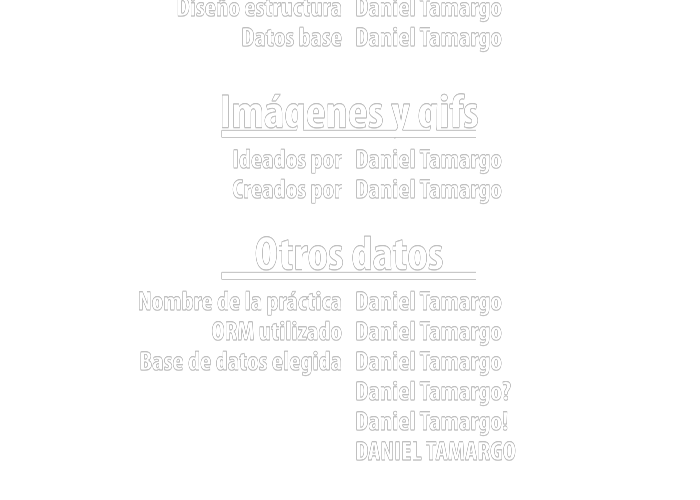 Diseño estructura Daniel Tamargo
Datos base Daniel Tamargo
Imágenes y gifs
Ideados por Daniel Tamargo
Creados por Daniel Tamargo
Otros datos
Nombre de la práctica Daniel Tamargo
ORM utilizado Daniel Tamargo
Base de datos elegida Daniel Tamargo
Daniel Tamargo?
Daniel Tamargo!
DANIEL TAMARGO